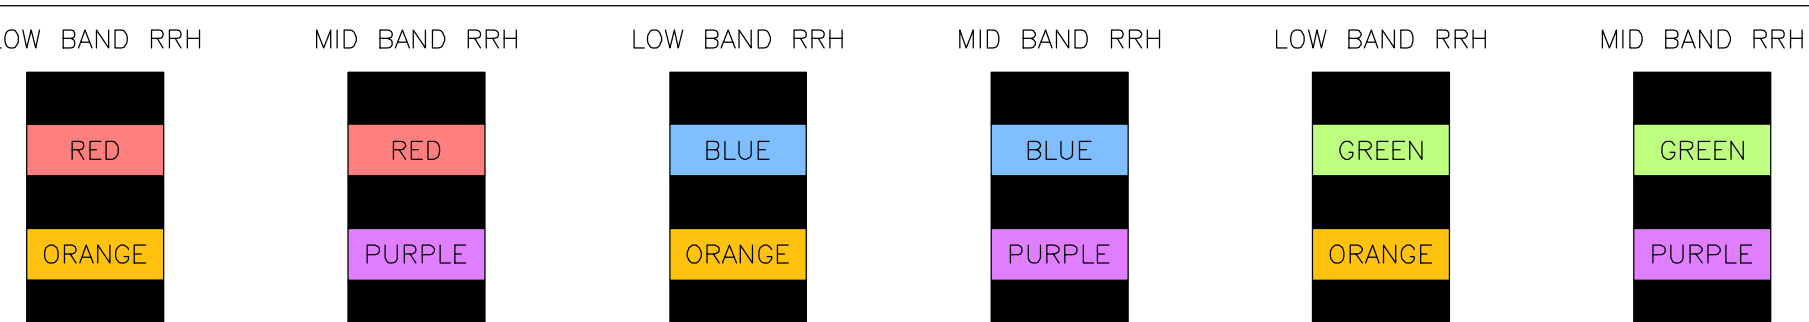 LOW BAND RRH MID BAND RRH LOW BAND RRH MID BAND RRH LOW BAND RRH MID BAND RRH
RED RED BLUE BLUE GREEN GREEN
ORANGE PURPLE ORANGE PURPLE ORANGE PURPLE